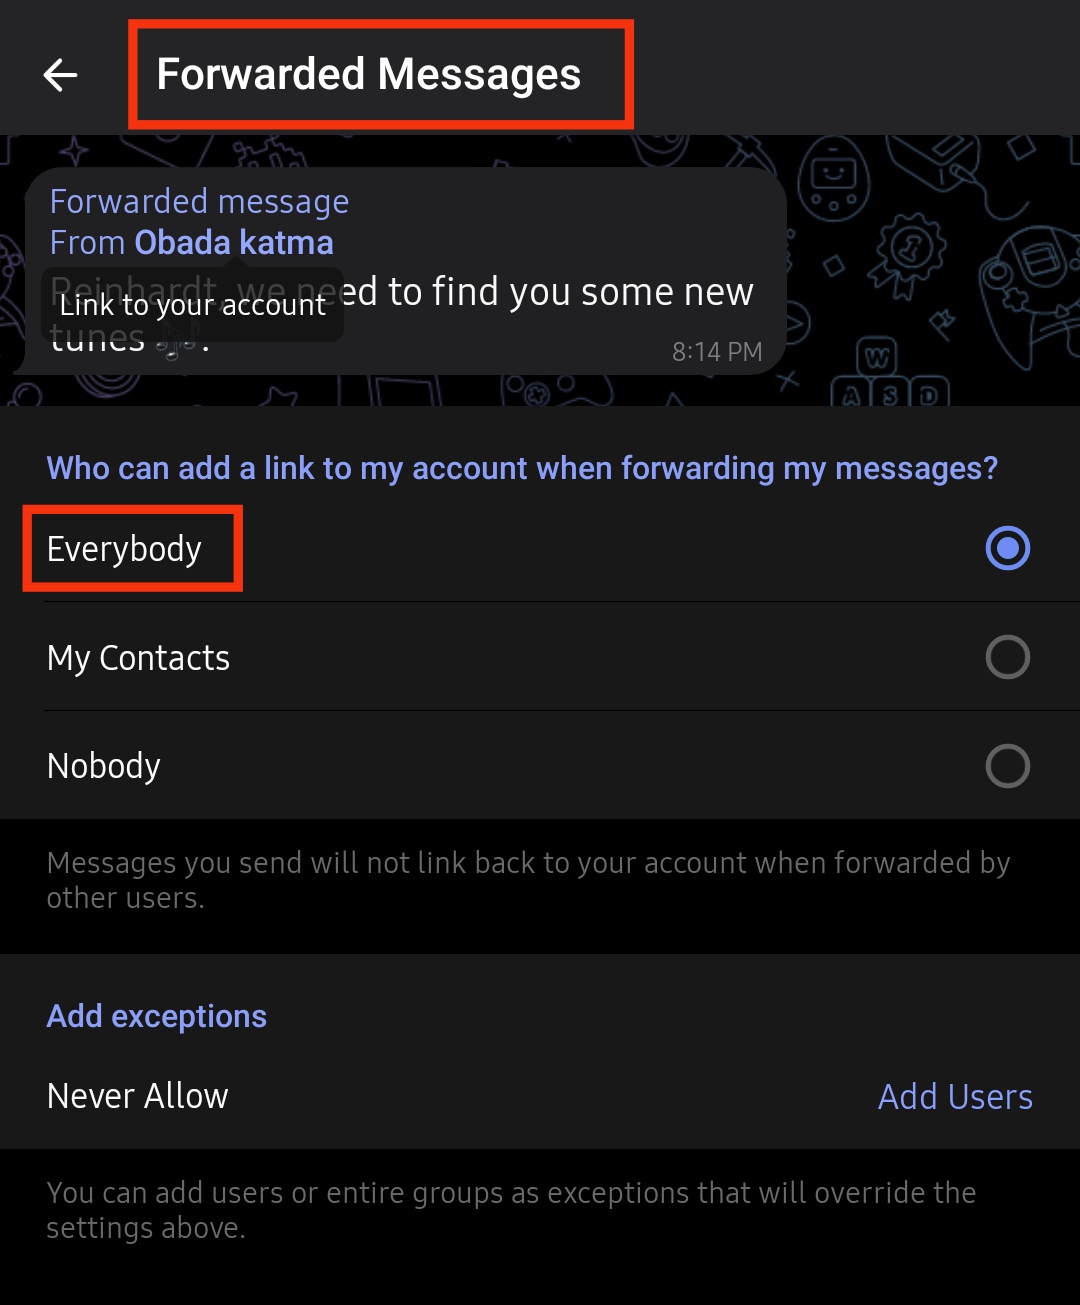 Forwarded Messages
Forwarded message
From Obada katma
Reinhardt, we need to find you some new
Link to your account
tunes 🎶.
8:14 PM
W
A S D
Who can add a link to my account when forwarding my messages?
Everybody
My Contacts
Nobody
Messages you send will not link back to your account when forwarded by
other users.
Add exceptions
Never Allow
Add Users
You can add users or entire groups as exceptions that will override the
settings above.